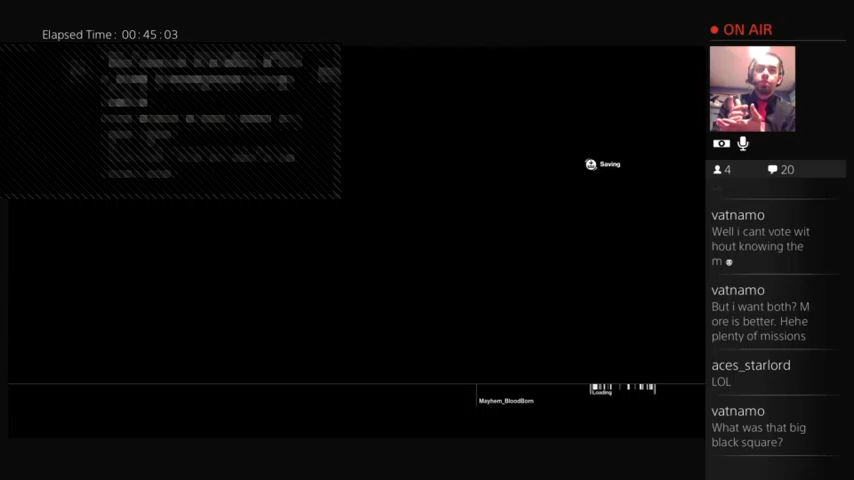 Elapsed Time: 00:45:03
ON AIR
Saving
4
20
vatnamo
Well i cant vote wit
hout knowing the
m
vatnamo
But i want both? M
ore is better. Hehe
plenty of missions
aces_starlord
LOL
Loading
Mayhem_BloodBorn
vatnamo
What was that big
black square?